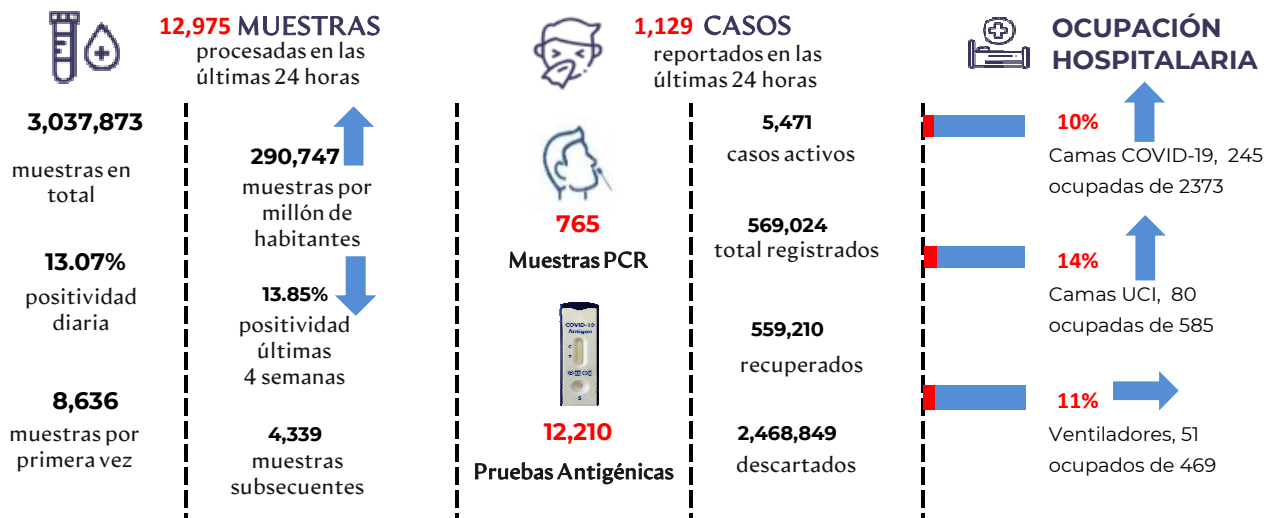 12,975 MUESTRAS
procesadas en las
últimas 24 horas
3,037,873
muestras en
total
13.07%
positividad
diaria
8,636
muestras por
primera vez
290,747
muestras por
millón de
habitantes
13.85%
positividad
últimas
4 semanas
4,339
muestras
subsecuentes
1,129 CASOS
reportados en las
últimas 24 horas
765
Muestras PCR
COVID-19
Antigen
C
T
S
12,210
Pruebas Antigénicas
5,471
casos activos
569,024
total registrados
559,210
recuperados
2,468,849
descartados
OCUPACIÓN
HOSPITALARIA
10%
Camas COVID-19, 245
ocupadas de 2373
14%
Camas UCI, 80
ocupadas de 585
11%
Ventiladores, 51
ocupados de 469